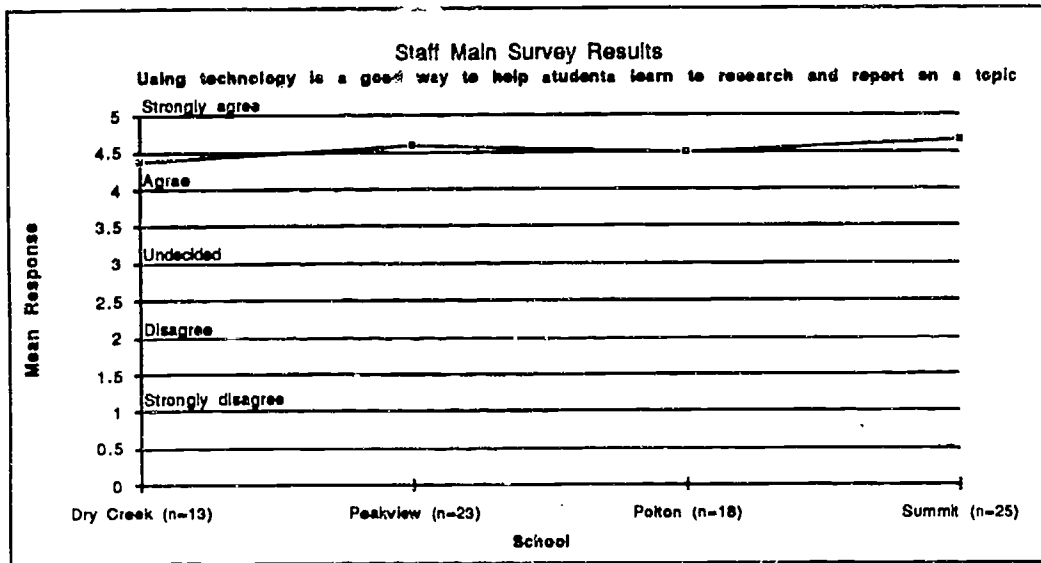 Staff Main Survey Results
Using technology is a good way to help students learn to research and report on a topic
Strongly agree
5
4.5
Agree
4
3.5
Undecided
3
2.5
Disagree
2
1.5
Strongly disagree
1
0.5
0
Mean Response
Dry Creek (n=13) Peakview (n=23) Polton (n=18) Summit (n=25)
School